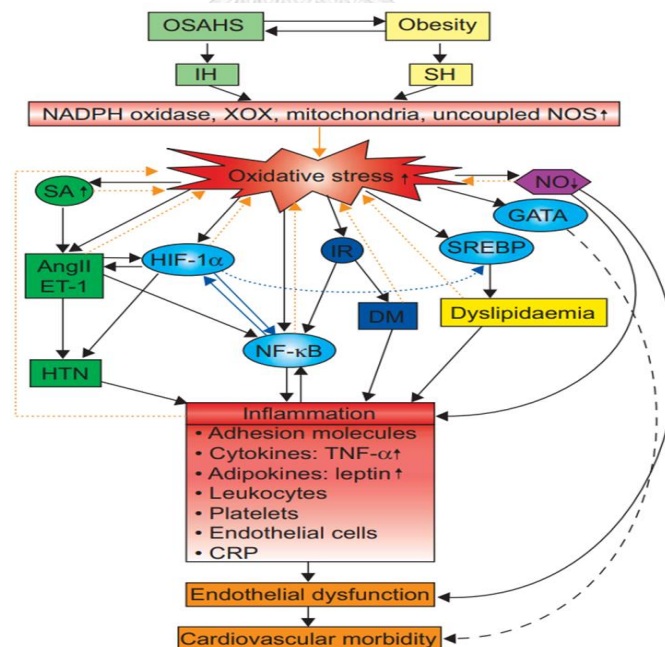 OSAHS
Obesity
IH
SH
NADPH oxidase, XOX, mitochondria, uncoupled NOS↑
Oxidative stress ↑
SA↑
NO↓
GATA
AngII
ET-1
HIF-1α
IR
SREBP
DM
Dyslipidaemia
NF-κB
HTN
Inflammation
• Adhesion molecules
• Cytokines: TNF-α↑
• Adipokines: leptin↑
• Leukocytes
• Platelets
• Endothelial cells
• CRP
Endothelial dysfunction
Cardiovascular morbidity